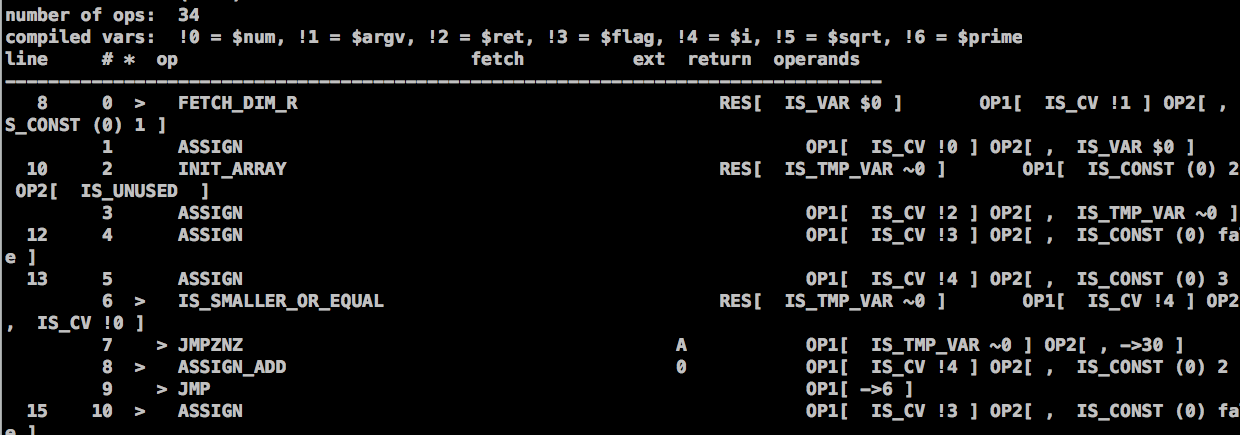 number of ops:  34
compiled vars:  !0 = $num, !1 = $argv, !2 = $ret, !3 = $flag, !4 = $i, !5 = $sqrt, !6 = $prime
line     # *  op                           fetch          ext  return  operands
---------------------------------------------------------------------------------
   8     0  >   FETCH_DIM_R                                       RES[  IS_VAR $0 ]       OP1[  IS_CV !1 ] OP2[ ,
S_CONST (0) 1 ]
         1      ASSIGN                                                    OP1[  IS_CV !0 ] OP2[ ,  IS_VAR $0 ]
  10     2      INIT_ARRAY                                        RES[  IS_TMP_VAR ~0 ]       OP1[  IS_CONST (0) 2
 OP2[  IS_UNUSED  ]
         3      ASSIGN                                                    OP1[  IS_CV !2 ] OP2[ ,  IS_TMP_VAR ~0 ]
  12     4      ASSIGN                                                    OP1[  IS_CV !3 ] OP2[ ,  IS_CONST (0) fal
e ]
  13     5      ASSIGN                                                    OP1[  IS_CV !4 ] OP2[ ,  IS_CONST (0) 3
         6  >   IS_SMALLER_OR_EQUAL                               RES[  IS_TMP_VAR ~0 ]       OP1[  IS_CV !4 ] OP2
,  IS_CV !0 ]
         7    > JMPZNZ                                        A           OP1[  IS_TMP_VAR ~0 ] OP2[ , ->30 ]
         8  >   ASSIGN_ADD                                    0           OP1[  IS_CV !4 ] OP2[ ,  IS_CONST (0) 2
         9    > JMP                                                       OP1[ ->6 ]
  15    10  >   ASSIGN                                                    OP1[  IS_CV !3 ] OP2[ ,  IS_CONST (0) fal
e ]